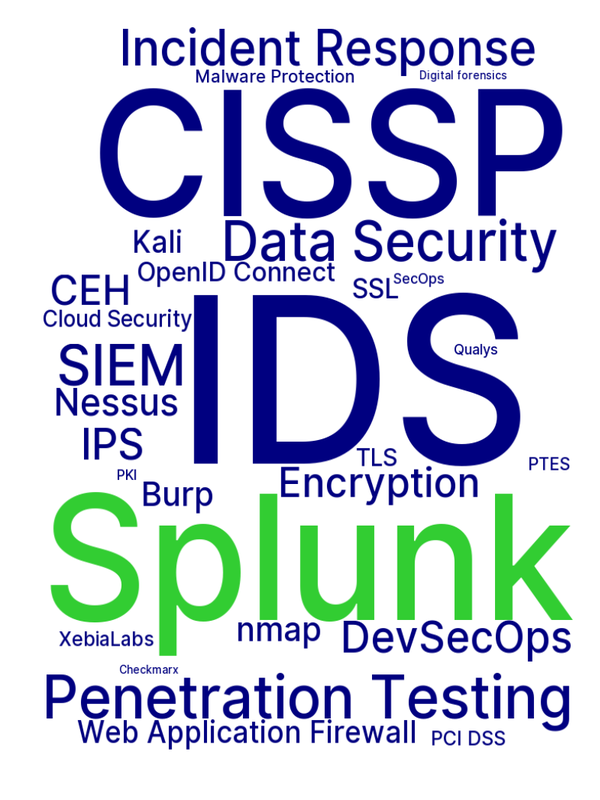 Incident Response
Malware Protection
Digital forensics
CISSP
Kali
Data Security
OpenID Connect
CEH
SSL
SecOps
Cloud Security
IDS
Qualys
SIEM
Nessus
IPS
TLS
PTES
PKI
Burp
Encryption
Splunk
XebiaLabs
nmap
DevSecOps
Checkmarx
Penetration Testing
Web Application Firewall
PCI DSS